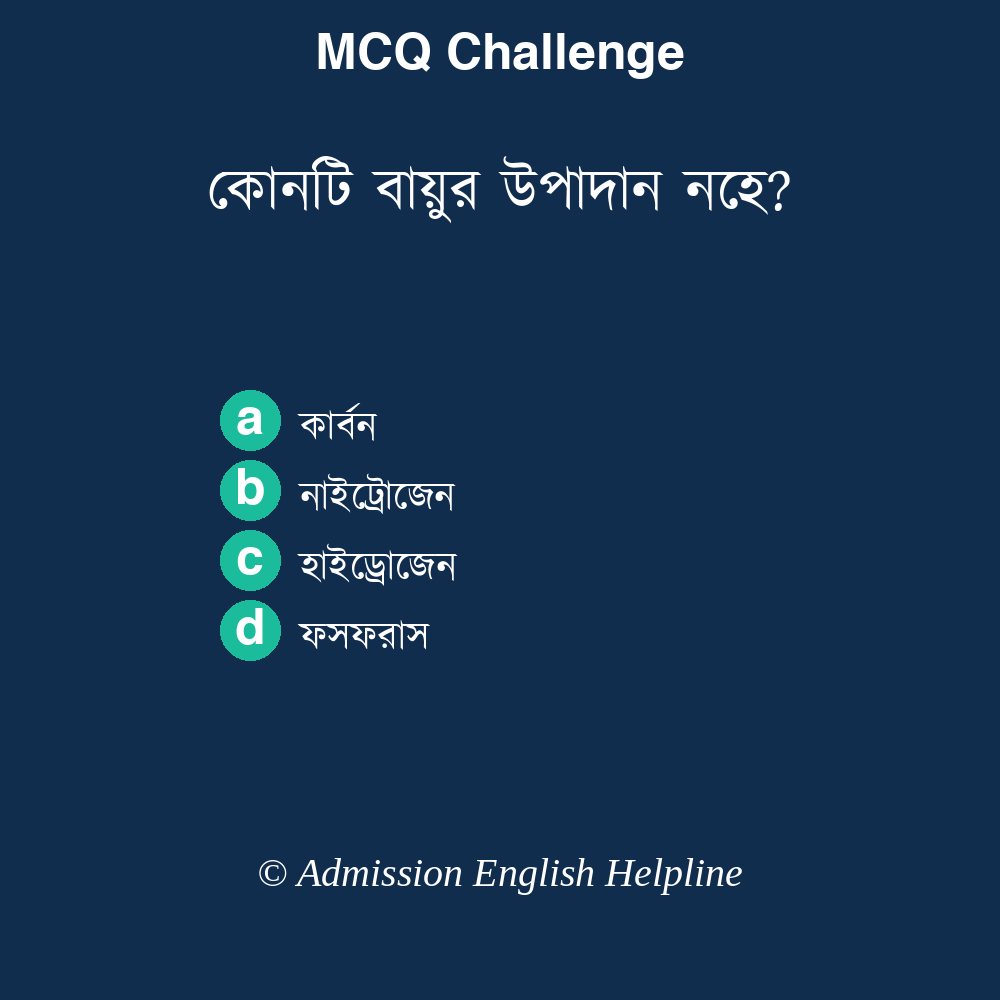 MCQ Challenge
কোনটি বায়ুর উপাদান নহে?
a কার্বন
b নাইট্রোজেন
c হাইড্রোজেন
d ফসফরাস
© Admission English Helpline